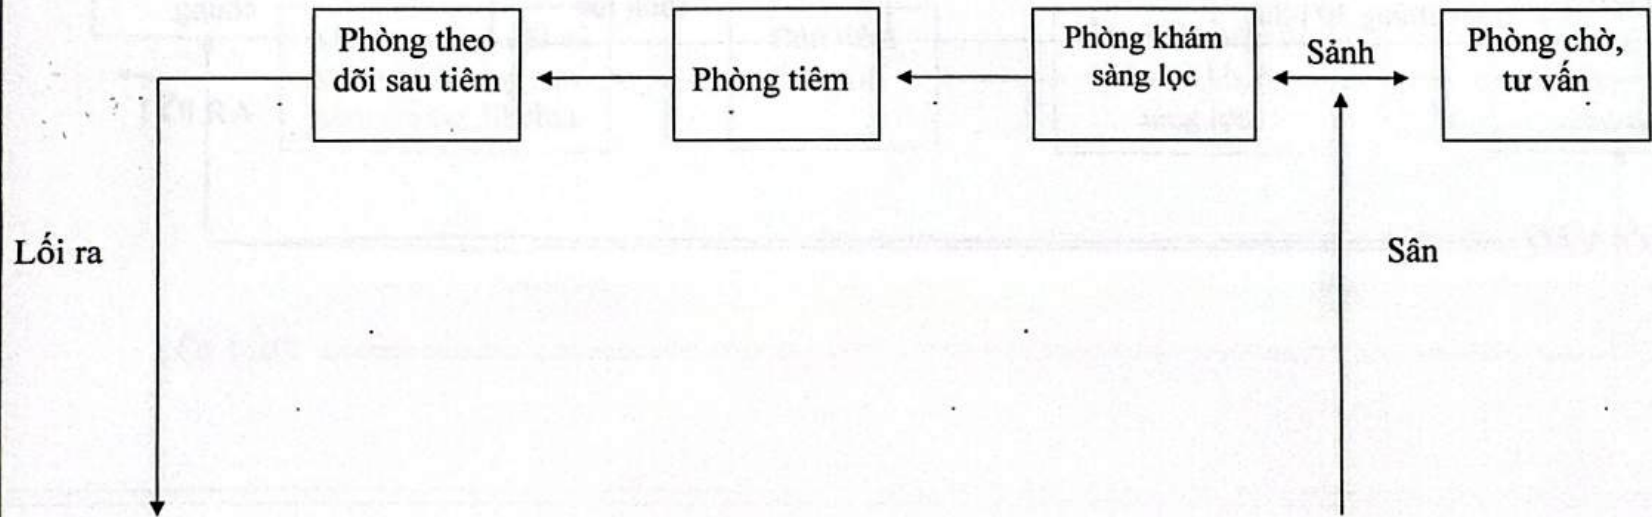 Phòng theo
dõi sau tiêm
Phòng tiêm
Phòng khám
sàng lọc
Sảnh
Phòng chờ,
tư vấn
Lối ra
Sân